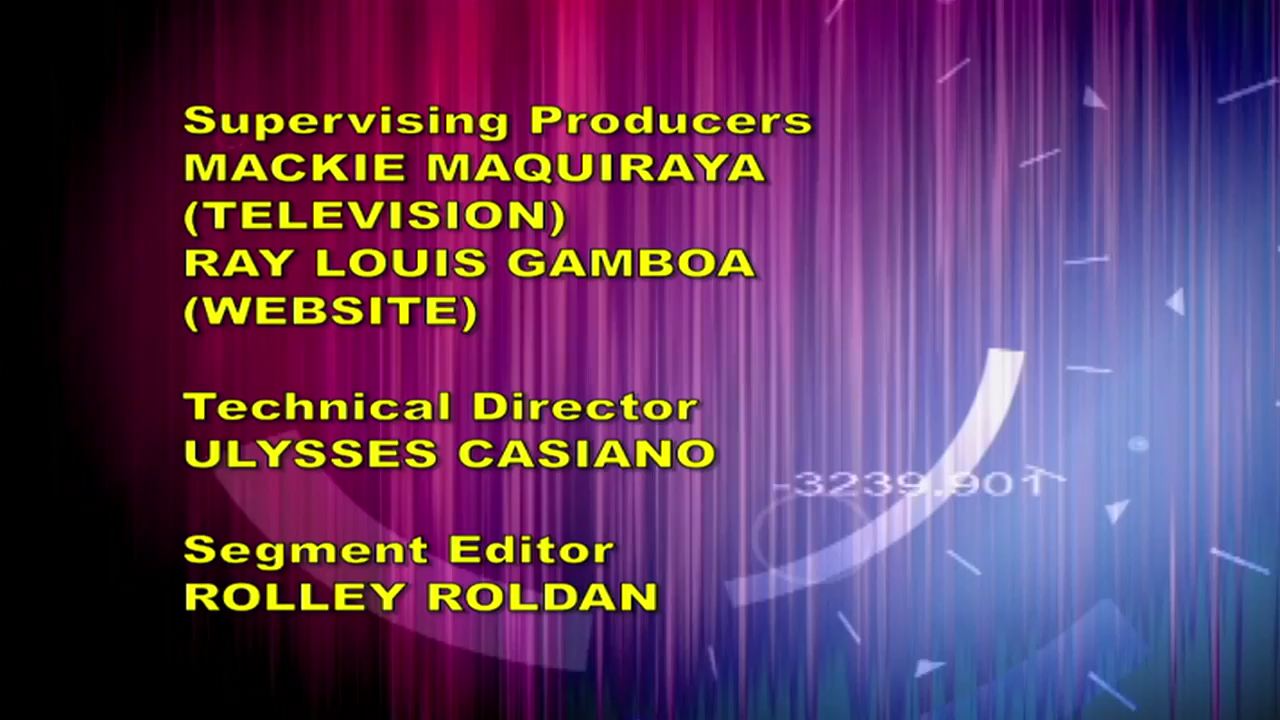 Supervising Producers
MACKIE MAQUIRAYA
(TELEVISION)
RAY LOUIS GAMBOA
(WEBSITE)
Technical Director
ULYSSES CASIANO
-3239.901
Segment Editor
ROLLEY ROLDAN